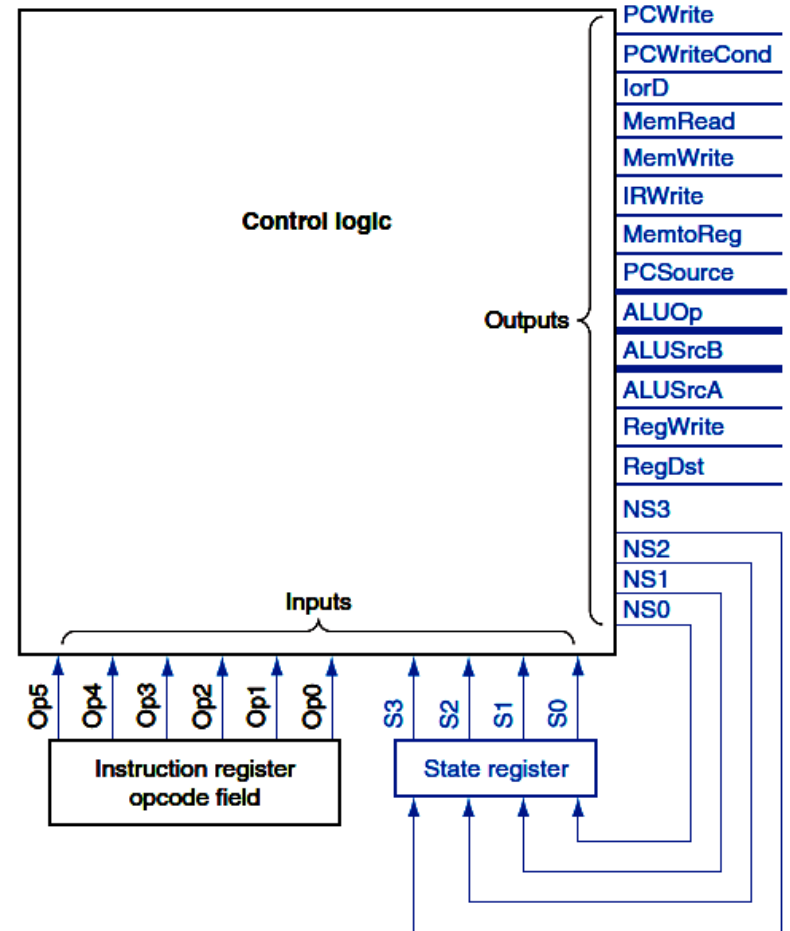 PCWrite
PCWriteCond
IorD
MemRead
MemWrite
IRWrite
Control logic
MemtoReg
PCSource
Outputs
ALUOp
ALUSrcB
ALUSrcA
RegWrite
RegDst
NS3
NS2
NS1
NS0
Inputs
Op5
Op4
Op3
Op2
Op1
Op0
S3
S2
S1
S0
Instruction register
opcode field
State register